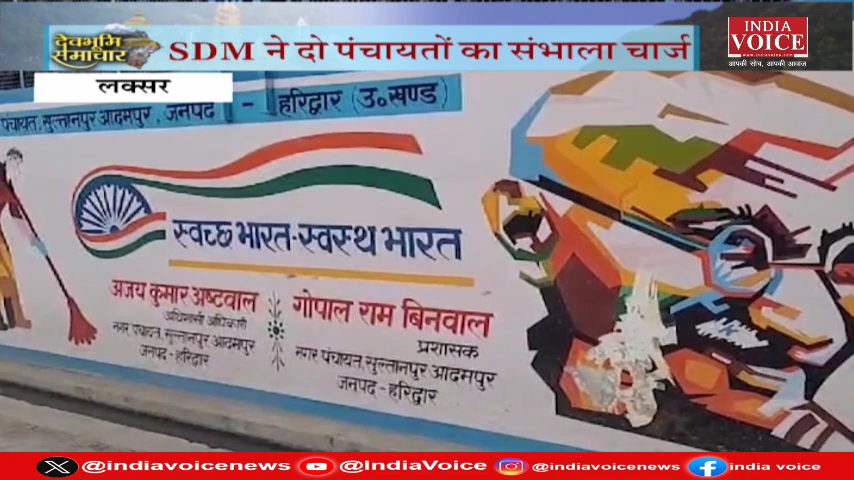 देवभूमि
समाचार
SDM ने दो पंचायतों का संभाला चार्ज
INDIA
VOICE
आपकी सोच, आपकी आवाज़
लक्सर
पंचायत, सुल्तानपुर आदमपुर, जनपद - हरिद्वार (उ०खण्ड)
स्वच्छ भारत-स्वस्थ भारत
अजय कुमार अष्टवाल
अधिशासी अधिकारी
नगर पंचायत, सुल्तानपुर आदमपुर
जनपद - हरिद्वार
गोपाल राम बिनवाल
प्रशासक
नगर पंचायत, सुल्तानपुर आदमपुर
जनपद - हरिद्वार
@indiavoicenews @IndiaVoice @indiavoicenews india voice